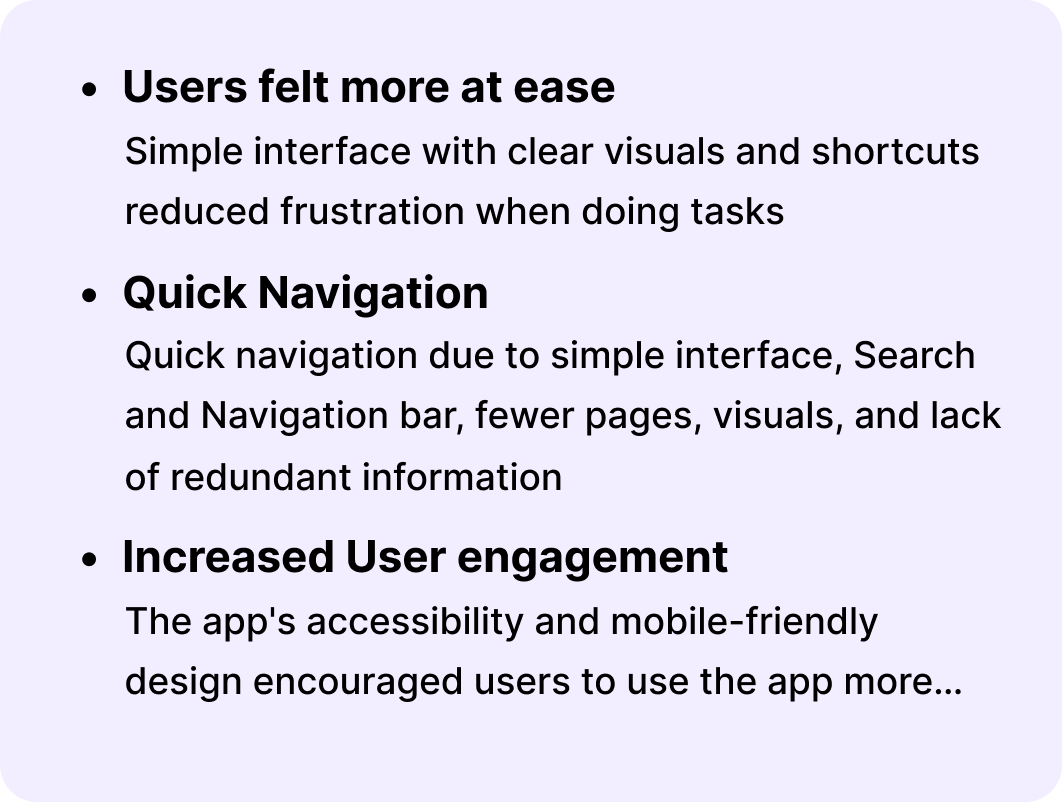 • Users felt more at ease
Simple interface with clear visuals and shortcuts
reduced frustration when doing tasks
• Quick Navigation
Quick navigation due to simple interface, Search
and Navigation bar, fewer pages, visuals, and lack
of redundant information
• Increased User engagement
The app's accessibility and mobile-friendly
design encouraged users to use the app more...